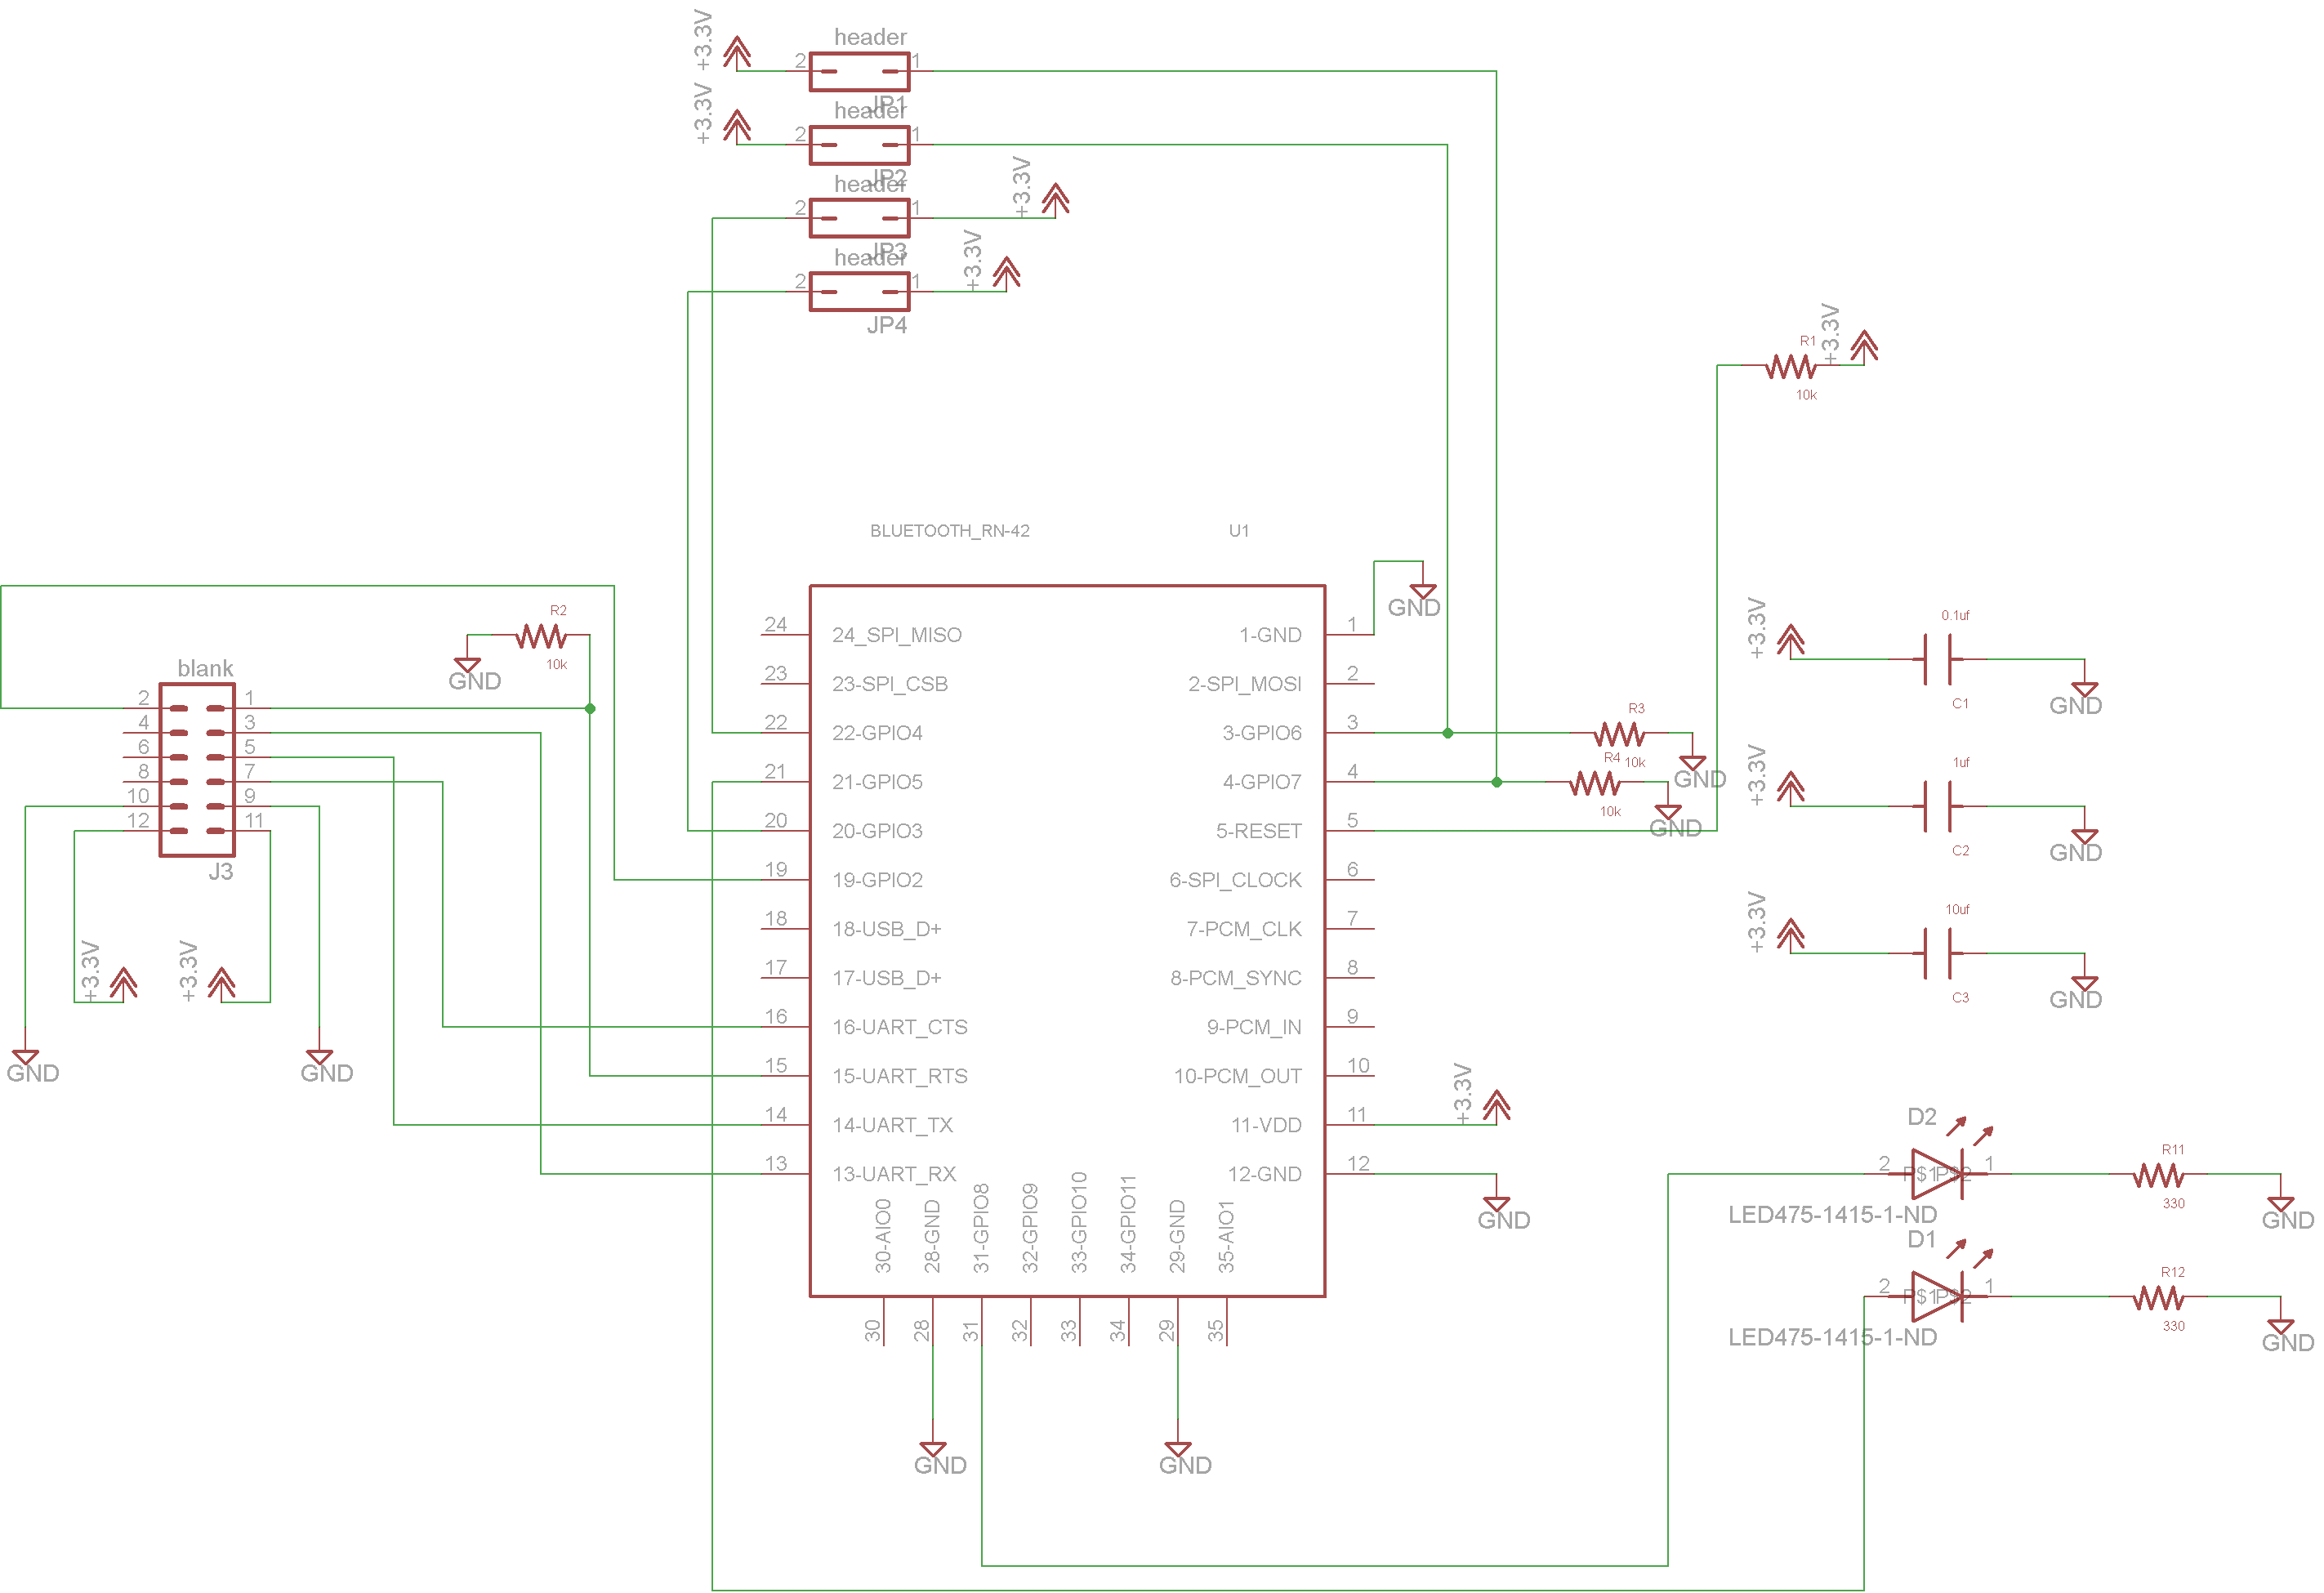 +3.3V
header
2 1
JP1
+3.3V
header
2 1
JP2
header
2 1
+3.3V
JP3
header
2 1
+3.3V
JP4
R1
+3.3V
10k
BLUETOOTH_RN-42 U1
GND
R2
10k
GND
blank
2 1
4 3
6 5
8 7
10 9
12 11
J3
+3.3V +3.3V
GND GND
24 24_SPI_MISO
23 23-SPI_CSB
22 22-GPIO4
21 21-GPIO5
20 20-GPIO3
19 19-GPIO2
18 18-USB_D+
17 17-USB_D+
16 16-UART_CTS
15 15-UART_RTS
14 14-UART_TX
13 13-UART_RX
1-GND 1
2-SPI_MOSI 2
3-GPIO6 3
4-GPIO7 4
5-RESET 5
6-SPI_CLOCK 6
7-PCM_CLK 7
8-PCM_SYNC 8
9-PCM_IN 9
10-PCM_OUT 10
11-VDD 11
12-GND 12
30-AIO0 30
28-GND 28
31-GPIO8 31
32-GPIO9 32
33-GPIO10 33
34-GPIO11 34
29-GND 29
35-AIO1 35
GND GND
R3
10k
GND
R4
10k
GND
+3.3V
GND
+3.3V
0.1uf
C1
GND
+3.3V
1uf
C2
GND
+3.3V
10uf
C3
GND
D2
2 P$1P$2 1
LED475-1415-1-ND
R11
330
GND
D1
2 P$1P$2 1
LED475-1415-1-ND
R12
330
GND